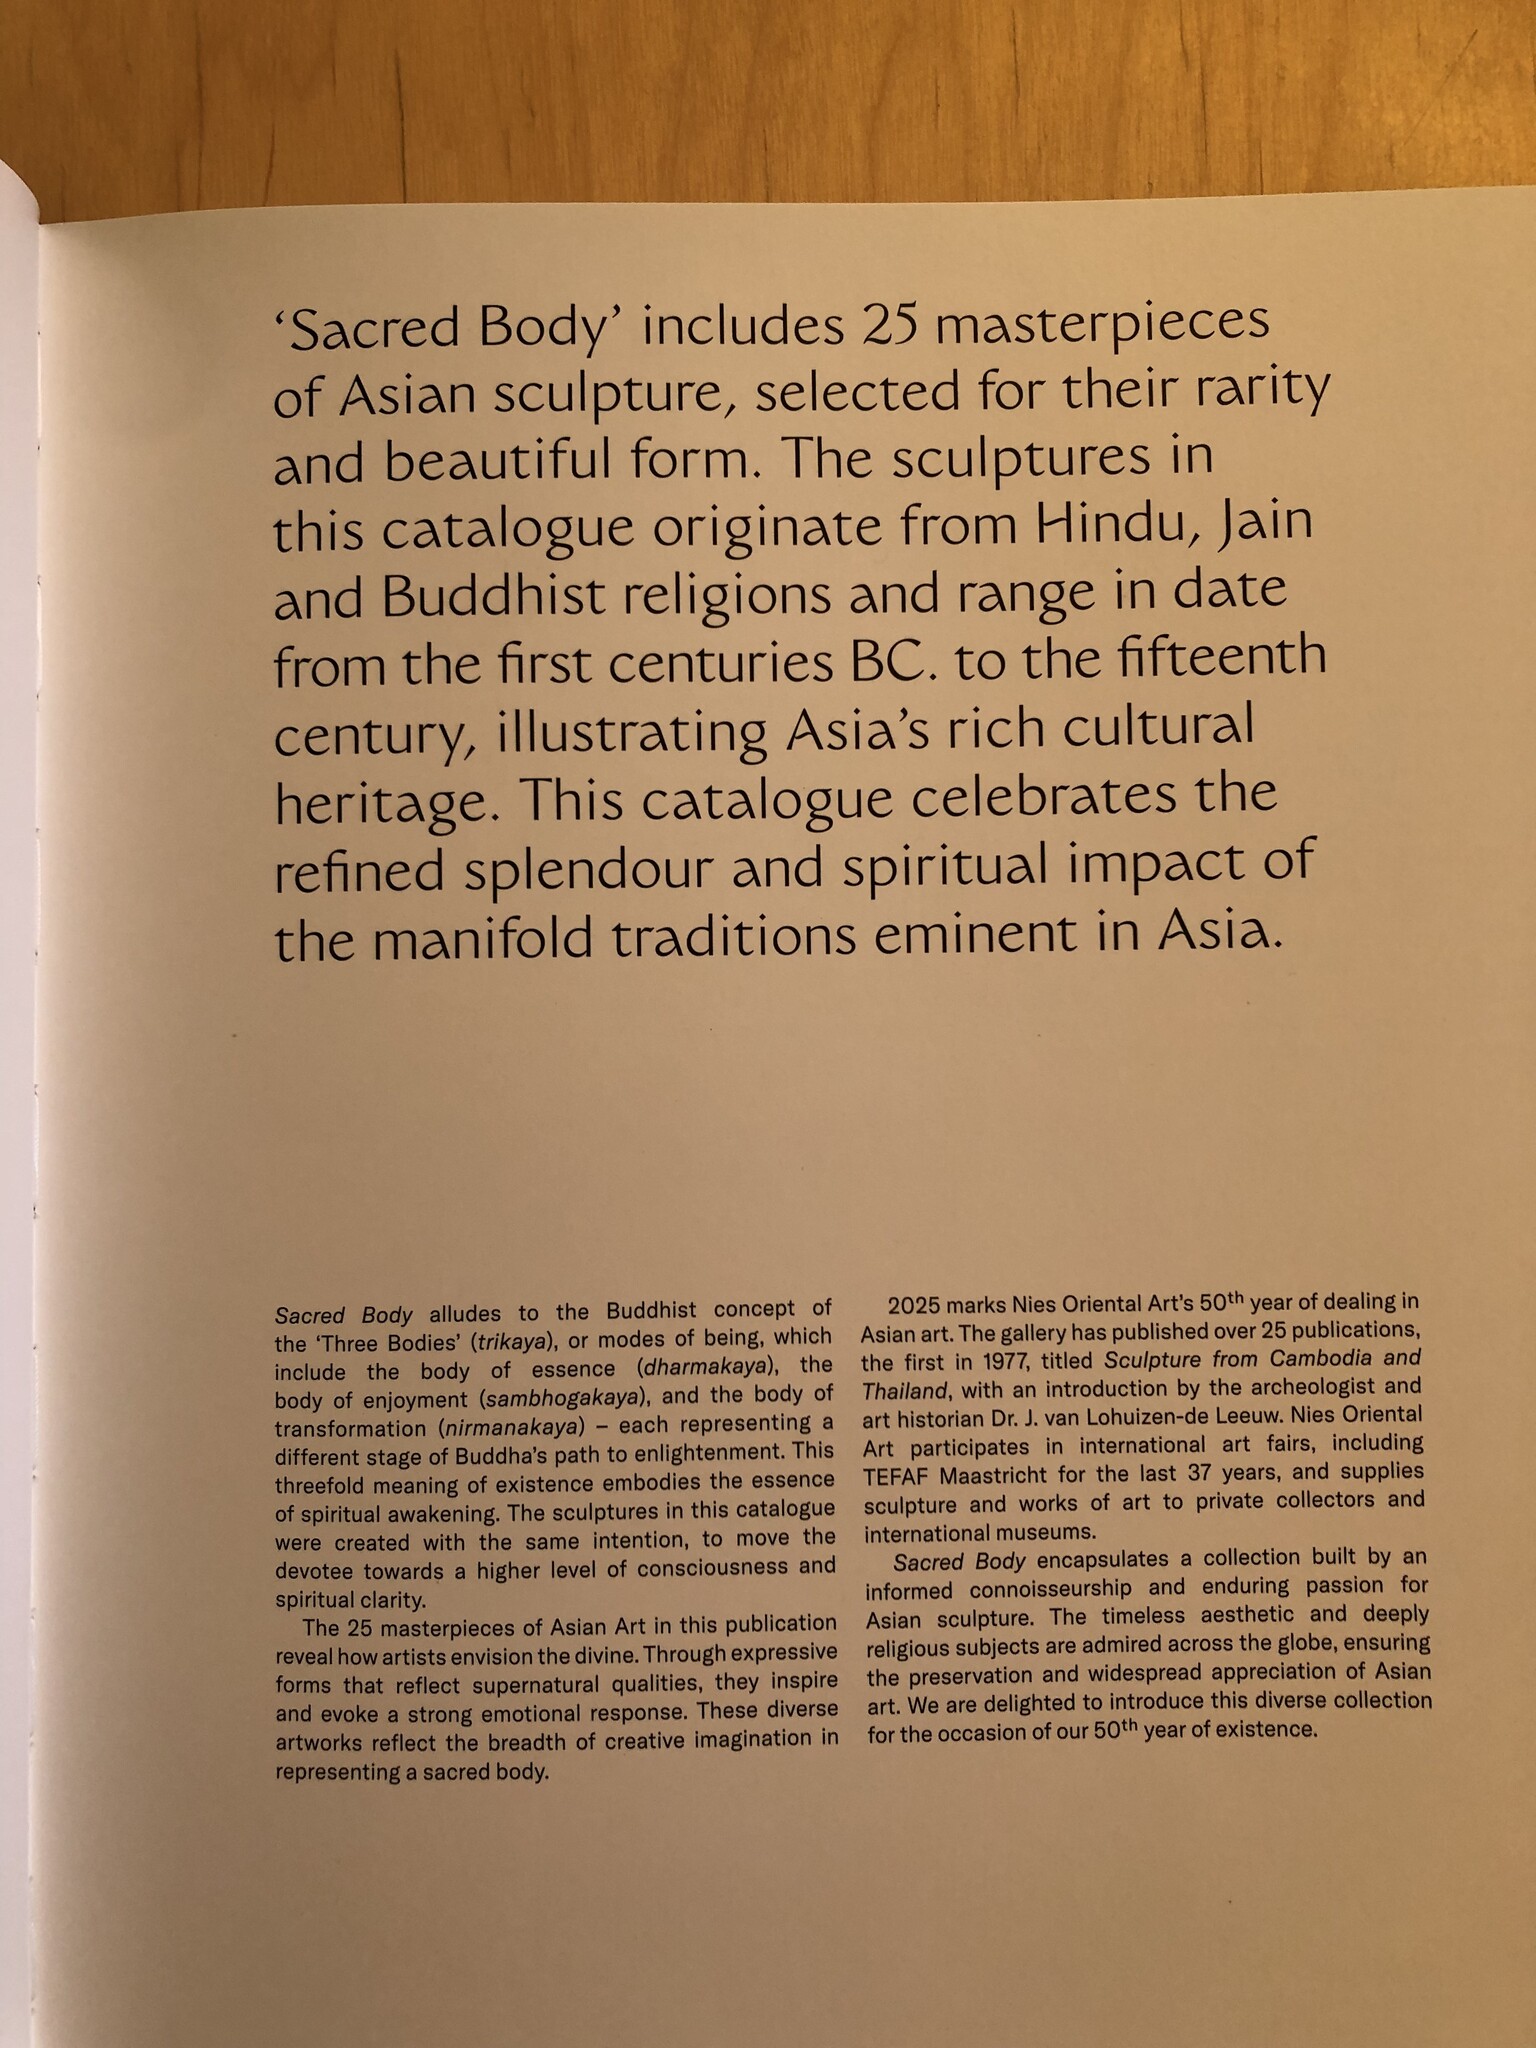 ‘Sacred Body’ includes 25 masterpieces
of Asian sculpture, selected for their rarity
and beautiful form. The sculptures in
this catalogue originate from Hindu, Jain
and Buddhist religions and range in date
from the first centuries BC. to the fifteenth
century, illustrating Asia’s rich cultural
heritage. This catalogue celebrates the
refined splendour and spiritual impact of
the manifold traditions eminent in Asia.
Sacred Body alludes to the Buddhist concept of
the ‘Three Bodies’ (trikaya), or modes of being, which
include the body of essence (dharmakaya), the
body of enjoyment (sambhogakaya), and the body of
transformation (nirmanakaya) – each representing a
different stage of Buddha’s path to enlightenment. This
threefold meaning of existence embodies the essence
of spiritual awakening. The sculptures in this catalogue
were created with the same intention, to move the
devotee towards a higher level of consciousness and
spiritual clarity.
The 25 masterpieces of Asian Art in this publication
reveal how artists envision the divine. Through expressive
forms that reflect supernatural qualities, they inspire
and evoke a strong emotional response. These diverse
artworks reflect the breadth of creative imagination in
representing a sacred body.
2025 marks Nies Oriental Art’s 50th year of dealing in
Asian art. The gallery has published over 25 publications,
the first in 1977, titled Sculpture from Cambodia and
Thailand, with an introduction by the archeologist and
art historian Dr. J. van Lohuizen-de Leeuw. Nies Oriental
Art participates in international art fairs, including
TEFAF Maastricht for the last 37 years, and supplies
sculpture and works of art to private collectors and
international museums.
Sacred Body encapsulates a collection built by an
informed connoisseurship and enduring passion for
Asian sculpture. The timeless aesthetic and deeply
religious subjects are admired across the globe, ensuring
the preservation and widespread appreciation of Asian
art. We are delighted to introduce this diverse collection
for the occasion of our 50th year of existence.